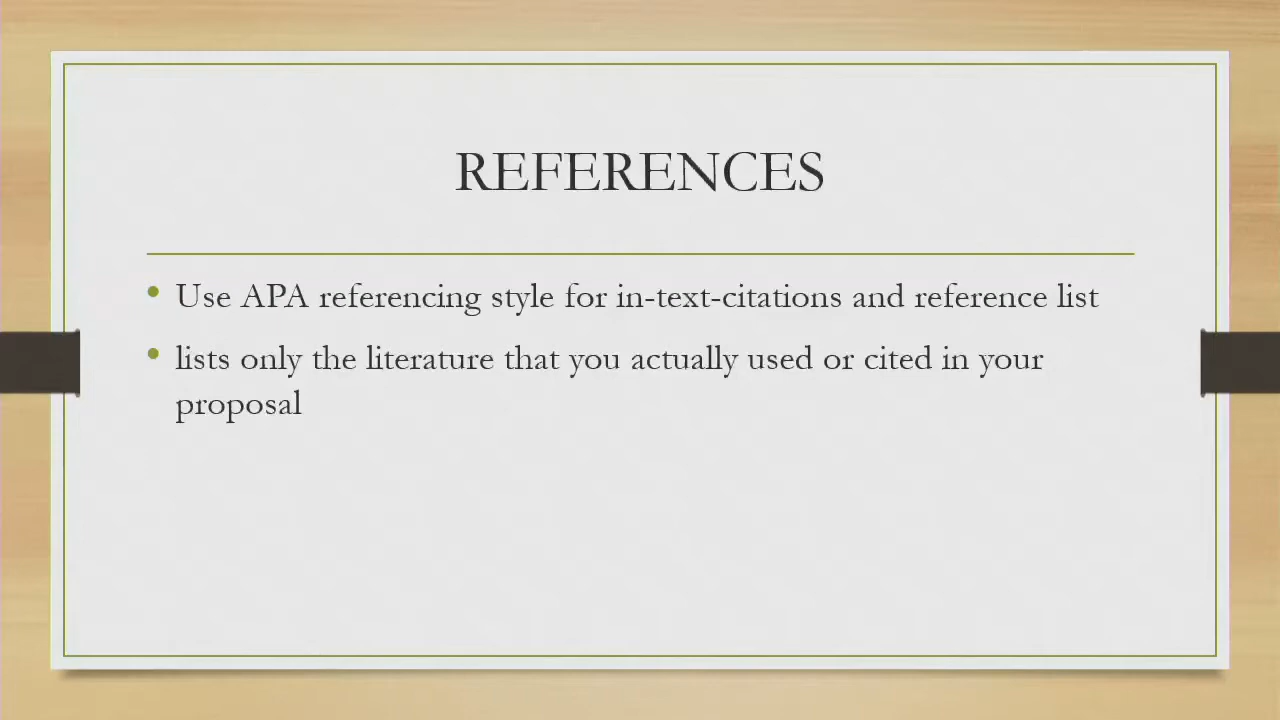 REFERENCES
• Use APA referencing style for in-text-citations and reference list
• lists only the literature that you actually used or cited in your
proposal